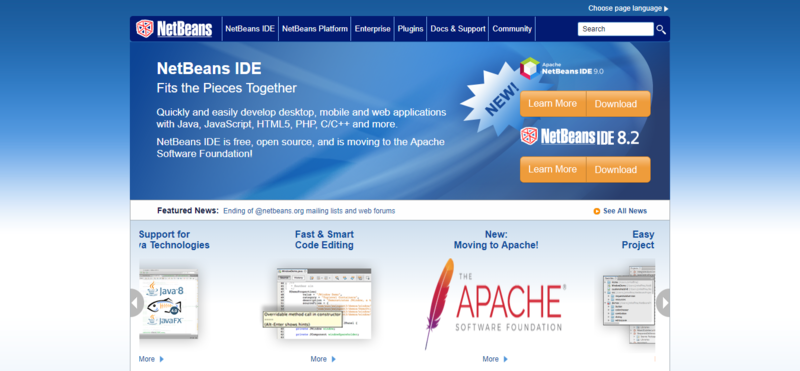 Choose page language
NetBeans
NetBeans IDE
NetBeans Platform
Enterprise
Plugins
Docs & Support
Community
Search
NetBeans IDE
Fits the Pieces Together
Quickly and easily develop desktop, mobile and web applications
with Java, JavaScript, HTML5, PHP, C/C++ and more.
NetBeans IDE is free, open source, and is moving to the Apache
Software Foundation!
NEW!
Apache
NetBeans IDE 9.0
Learn More
Download
NetBeans IDE 8.2
Learn More
Download
Featured News:
Ending of @netbeans.org mailing lists and web forums
See All News
Support for
va Technologies
Java 8
JavaFX
More
Fast & Smart
Code Editing
Overridable method call in constructor
(Alt-Enter shows hints)
More
New:
Moving to Apache!
THE
APACHE
SOFTWARE FOUNDATION
More
Easy
Project
More